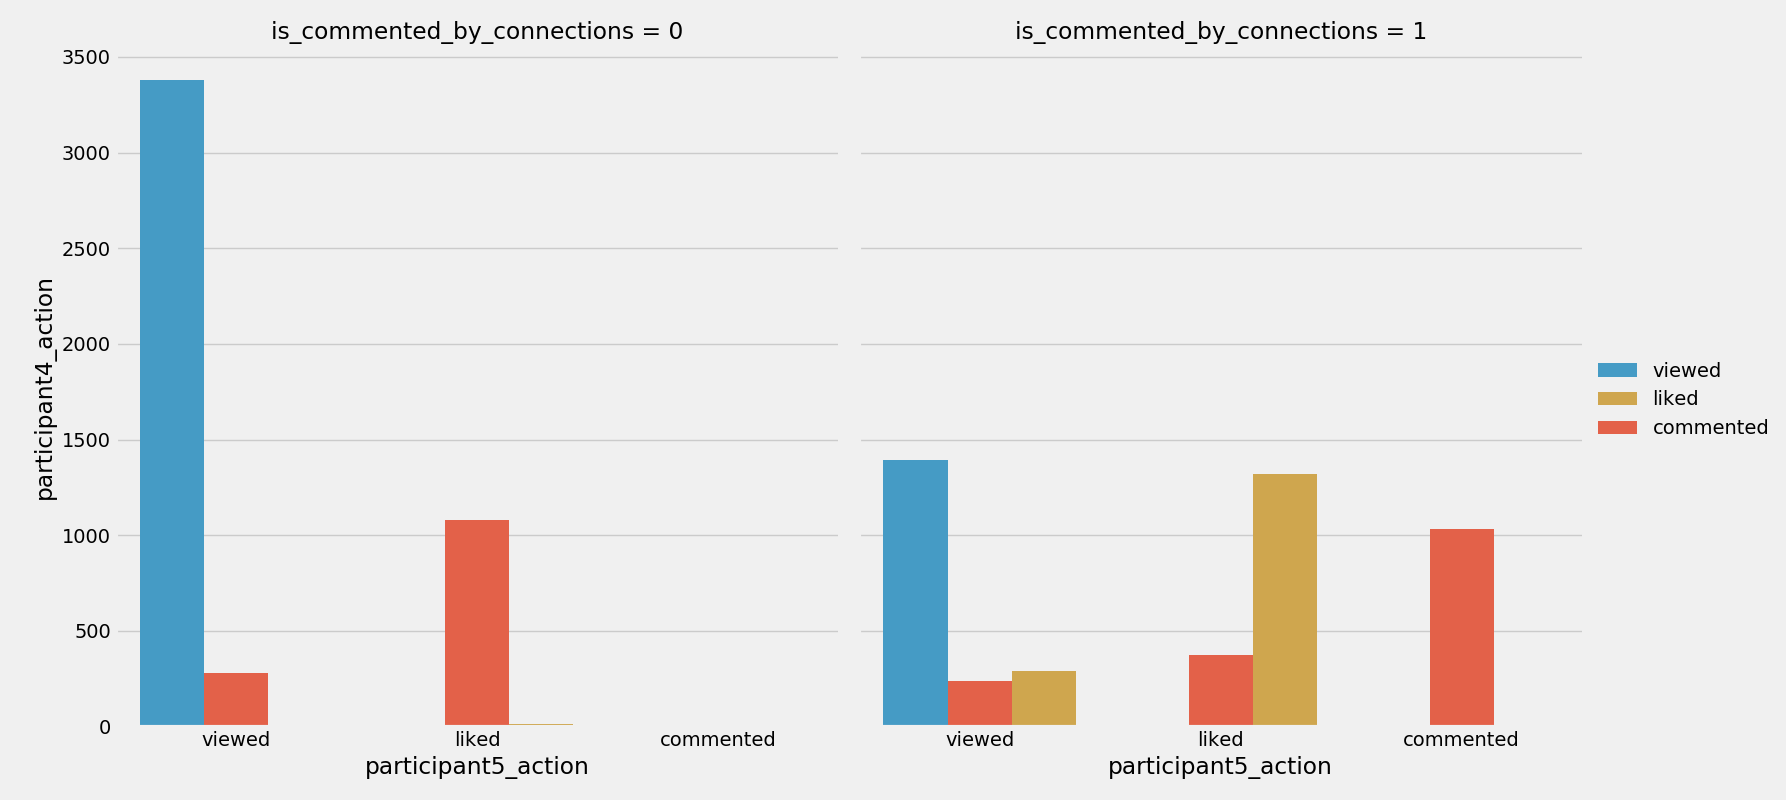 is_commented_by_connections = 0
is_commented_by_connections = 1
3500
3000
2500
2000
1500
1000
500
0
participant4_action
viewed
liked
commented
participant5_action
viewed
liked
commented
participant5_action
viewed
liked
commented